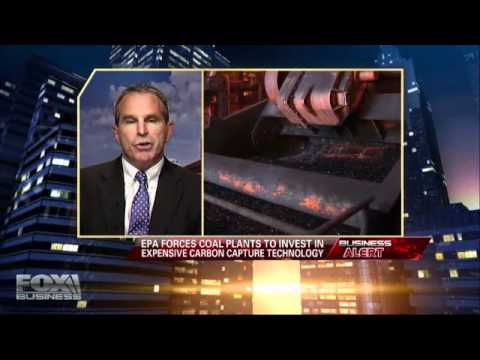 EPA FORCES COAL PLANTS TO INVEST IN
EXPENSIVE CARBON CAPTURE TECHNOLOGY
BUSINESS
ALERT
FOX
BUSINESS